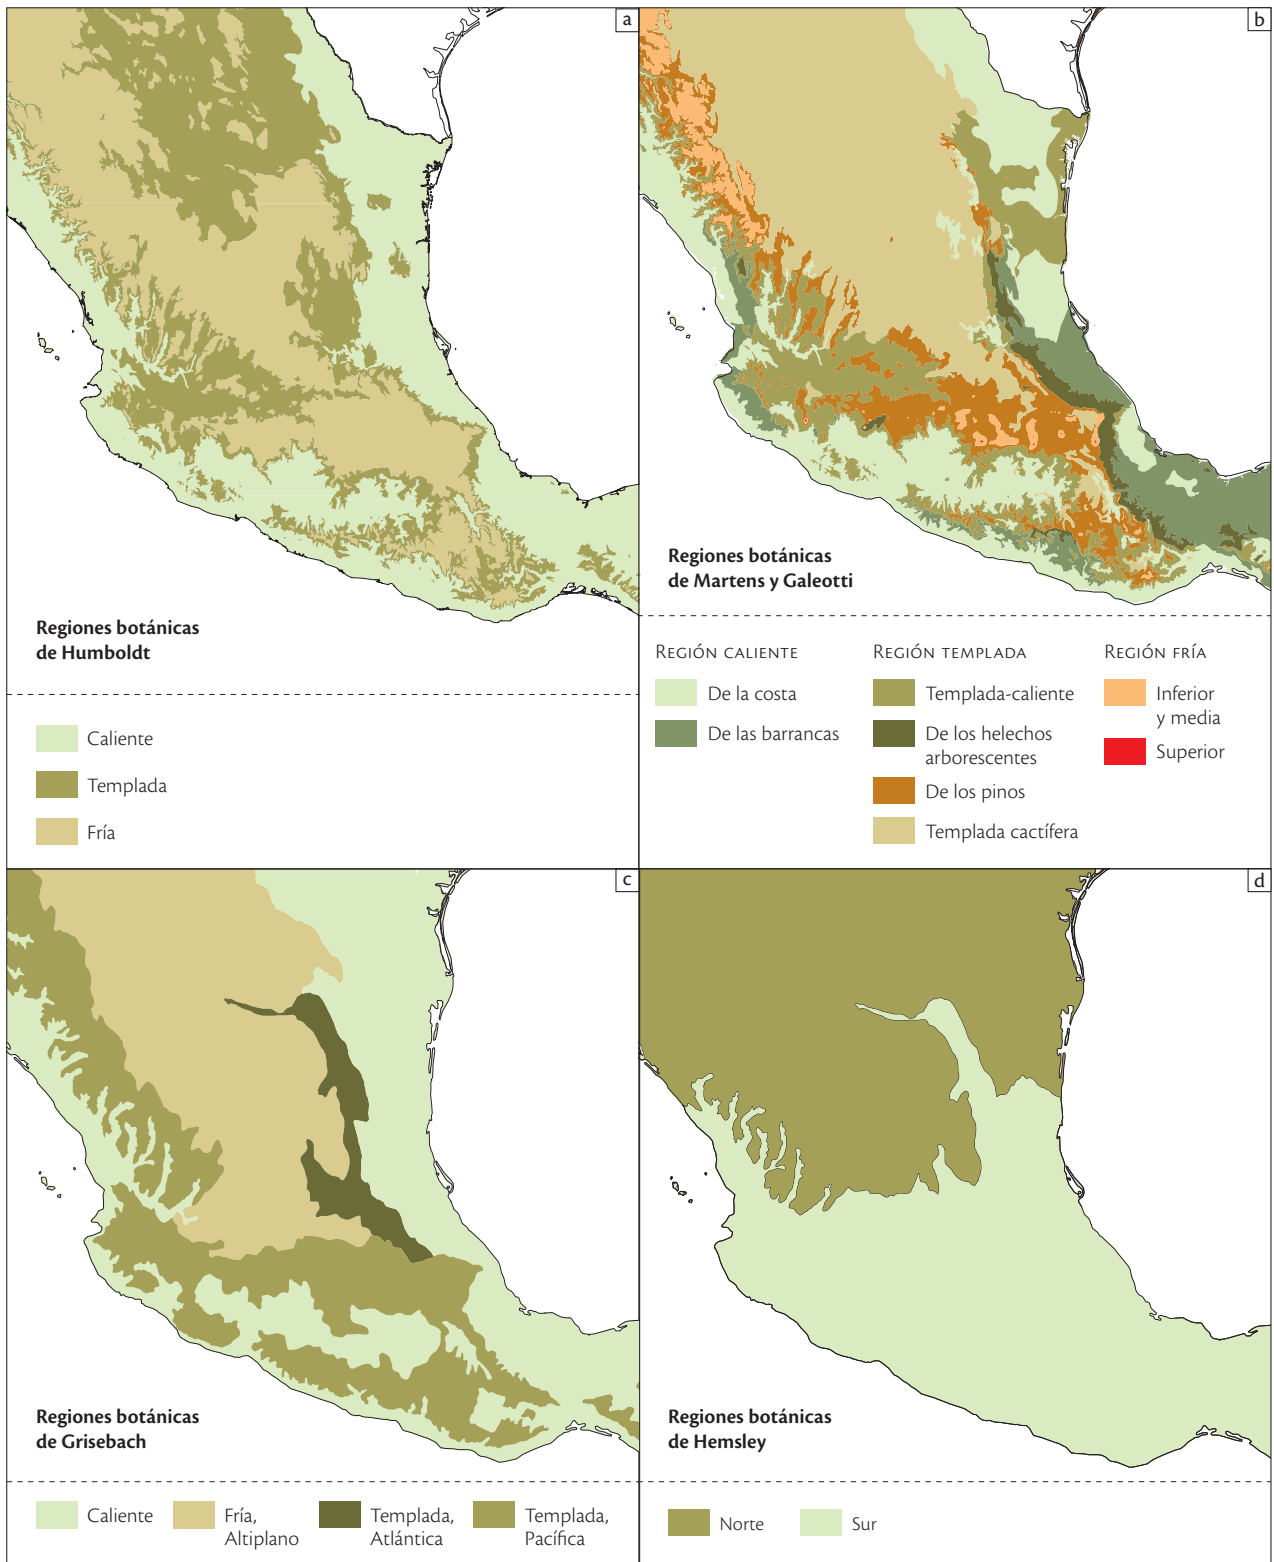 a
Regiones botánicas
de Humboldt
Caliente
Templada
Fría
b
Regiones botánicas
de Martens y Galeotti
Región caliente
De la costa
De las barrancas
Región templada
Templada-caliente
De los helechos
arborescentes
De los pinos
Templada cactífera
Región fría
Inferior
y media
Superior
c
Regiones botánicas
de Grisebach
Caliente
Fría,
Altiplano
Templada,
Atlántica
Templada,
Pacífica
d
Regiones botánicas
de Hemsley
Norte
Sur